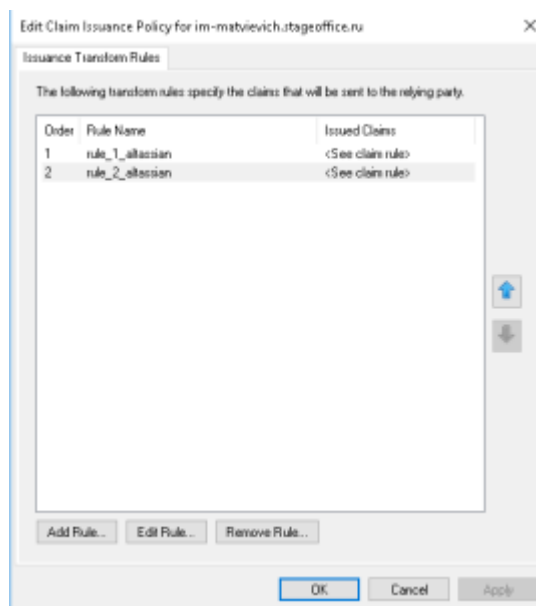 Edit Claim Issuance Policy for im-matvievich.stageoffice.ru
Issuance Transform Rules
The following transform rules specify the claims that will be sent to the relying party.
Order Rule Name Issued Claims
1 rule_1_altassian <See claim rule>
2 rule_2_altassian <See claim rule>
Add Rule... Edit Rule... Remove Rule...
OK Cancel Apply